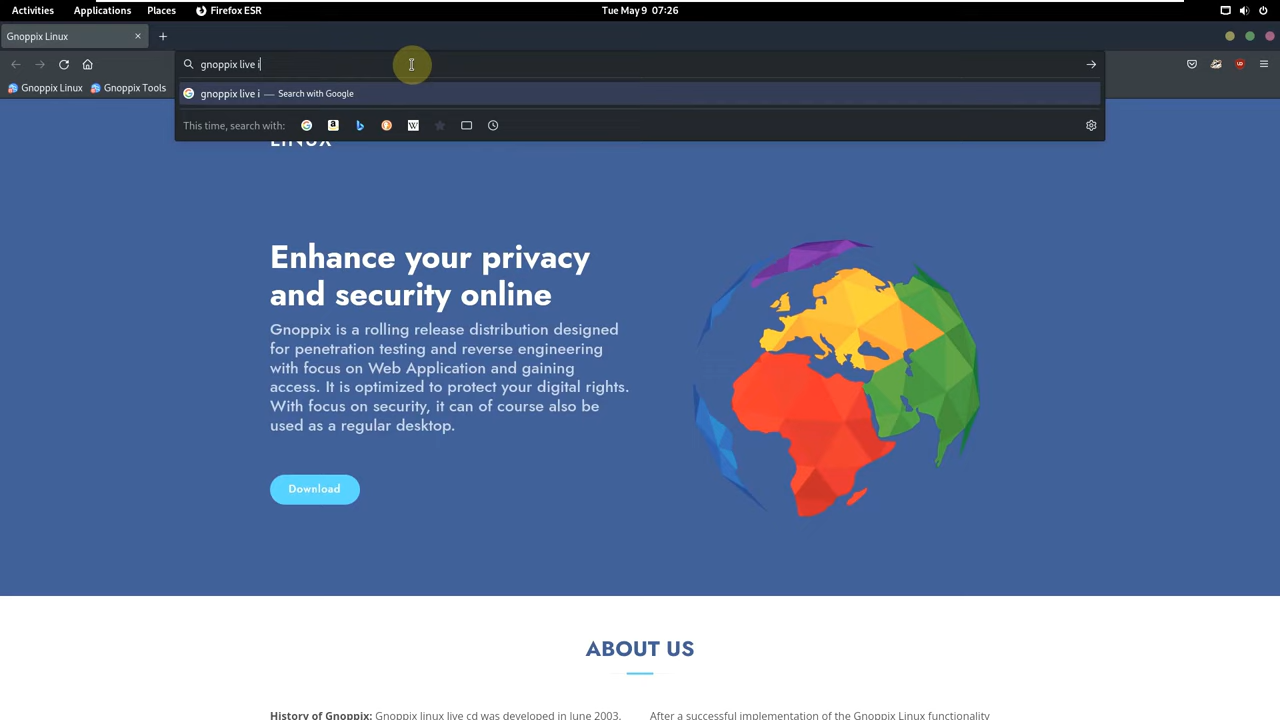 Activities Applications Places Firefox ESR Tue May 9 07:26
Gnoppix Linux
gnoppix live i
Gnoppix Linux Gnoppix Tools
gnoppix live i — Search with Google
This time, search with:
LINUX
Enhance your privacy
and security online
Gnoppix is a rolling release distribution designed
for penetration testing and reverse engineering
with focus on Web Application and gaining
access. It is optimized to protect your digital rights.
With focus on security, it can of course also be
used as a regular desktop.
Download
ABOUT US
History of Gnoppix: Gnoppix linux live cd was developed in June 2003.
After a successful implementation of the Gnoppix Linux functionality